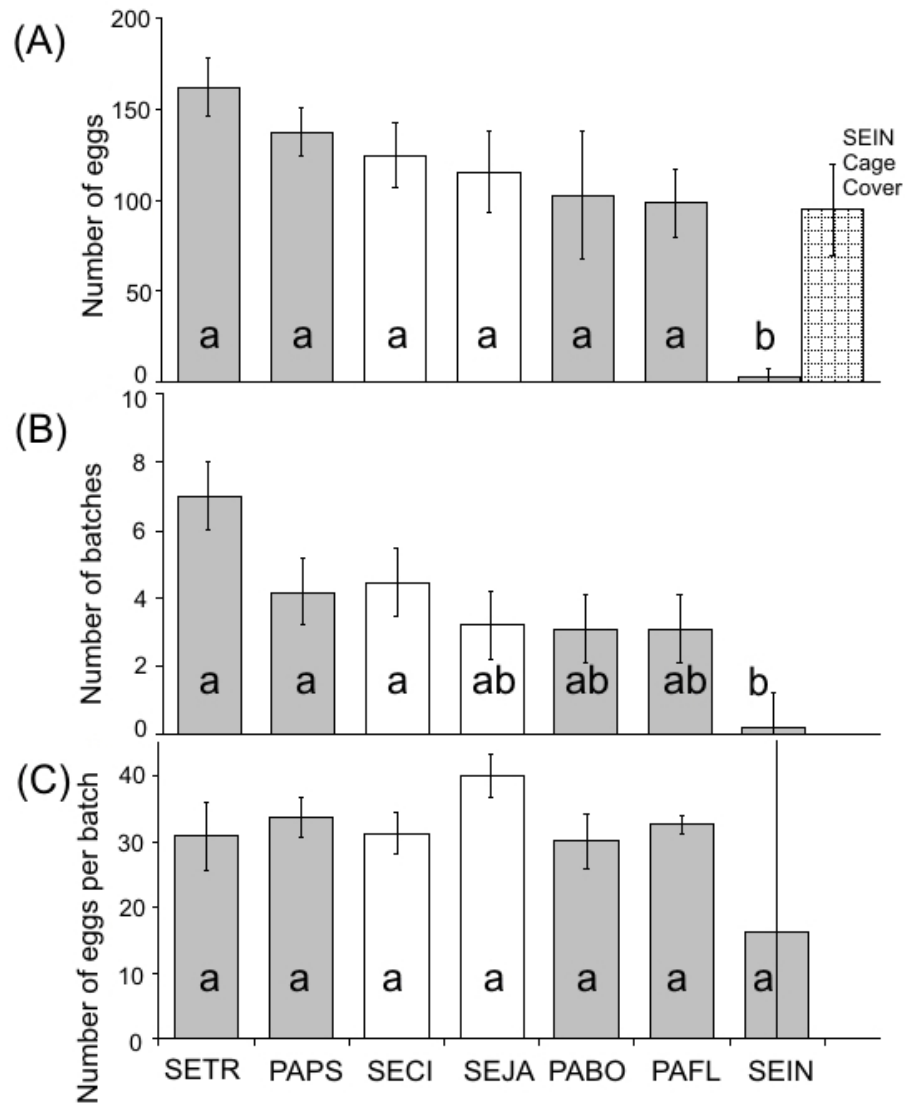 (A)
Number of eggs
200
150
100
50
0
a a a a a a b
SEIN
Cage
Cover
(B)
Number of batches
10
8
6
4
2
0
a a a ab ab ab b
(C)
Number of eggs per batch
40
30
20
10
0
a a a a a a a
SETR PAPS SECI SEJA PABO PAFL SEIN